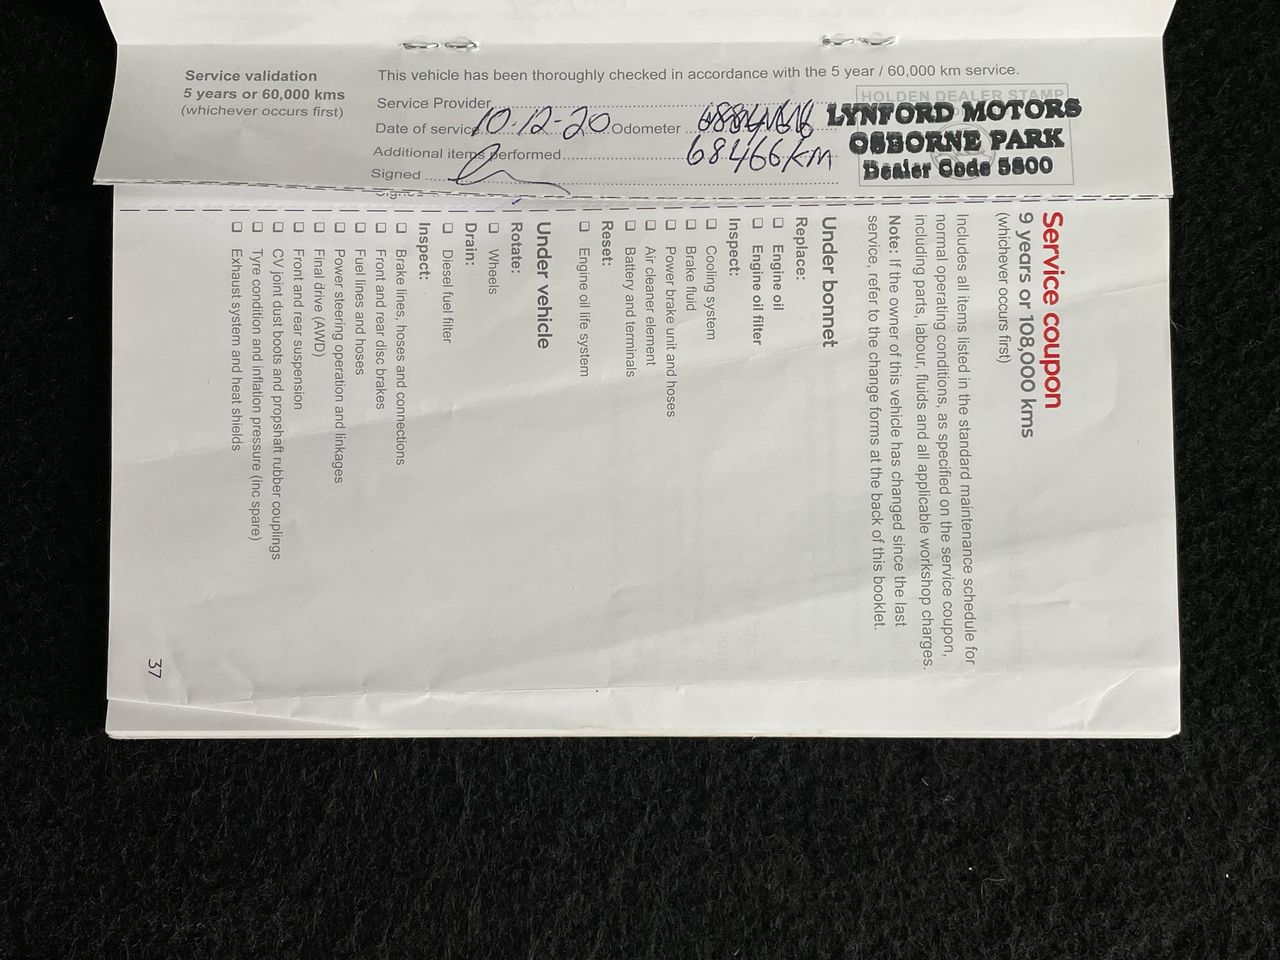 Service validation
5 years or 60,000 kms
(whichever occurs first)
This vehicle has been thoroughly checked in accordance with the 5 year / 60,000 km service.
Service Provider
Date of service 10-12-20 Odometer
68466km
Additional items performed
Signed
HOLDEN DEALER STAMP
LYNFORD MOTORS
OSBORNE PARK
Dealer Code 5800
Service coupon
9 years or 108,000 kms
(whichever occurs first)
Includes all items listed in the standard maintenance schedule for
normal operating conditions, as specified on the service coupon,
including parts, labour, fluids and all applicable workshop charges.
Note: If the owner of this vehicle has changed since the last
service, refer to the change forms at the back of this booklet.
Under bonnet
Replace:
❏ Engine oil
❏ Engine oil filter
Inspect:
❏ Cooling system
❏ Brake fluid
❏ Power brake unit and hoses
❏ Air cleaner element
❏ Battery and terminals
Reset:
❏ Engine oil life system
Under vehicle
Rotate:
❏ Wheels
Drain:
❏ Diesel fuel filter
Inspect:
❏ Brake lines, hoses and connections
❏ Front and rear disc brakes
❏ Fuel lines and hoses
❏ Power steering operation and linkages
❏ Final drive (AWD)
❏ Front and rear suspension
❏ CV joint dust boots and propshaft rubber couplings
❏ Tyre condition and inflation pressure (inc spare)
❏ Exhaust system and heat shields
37